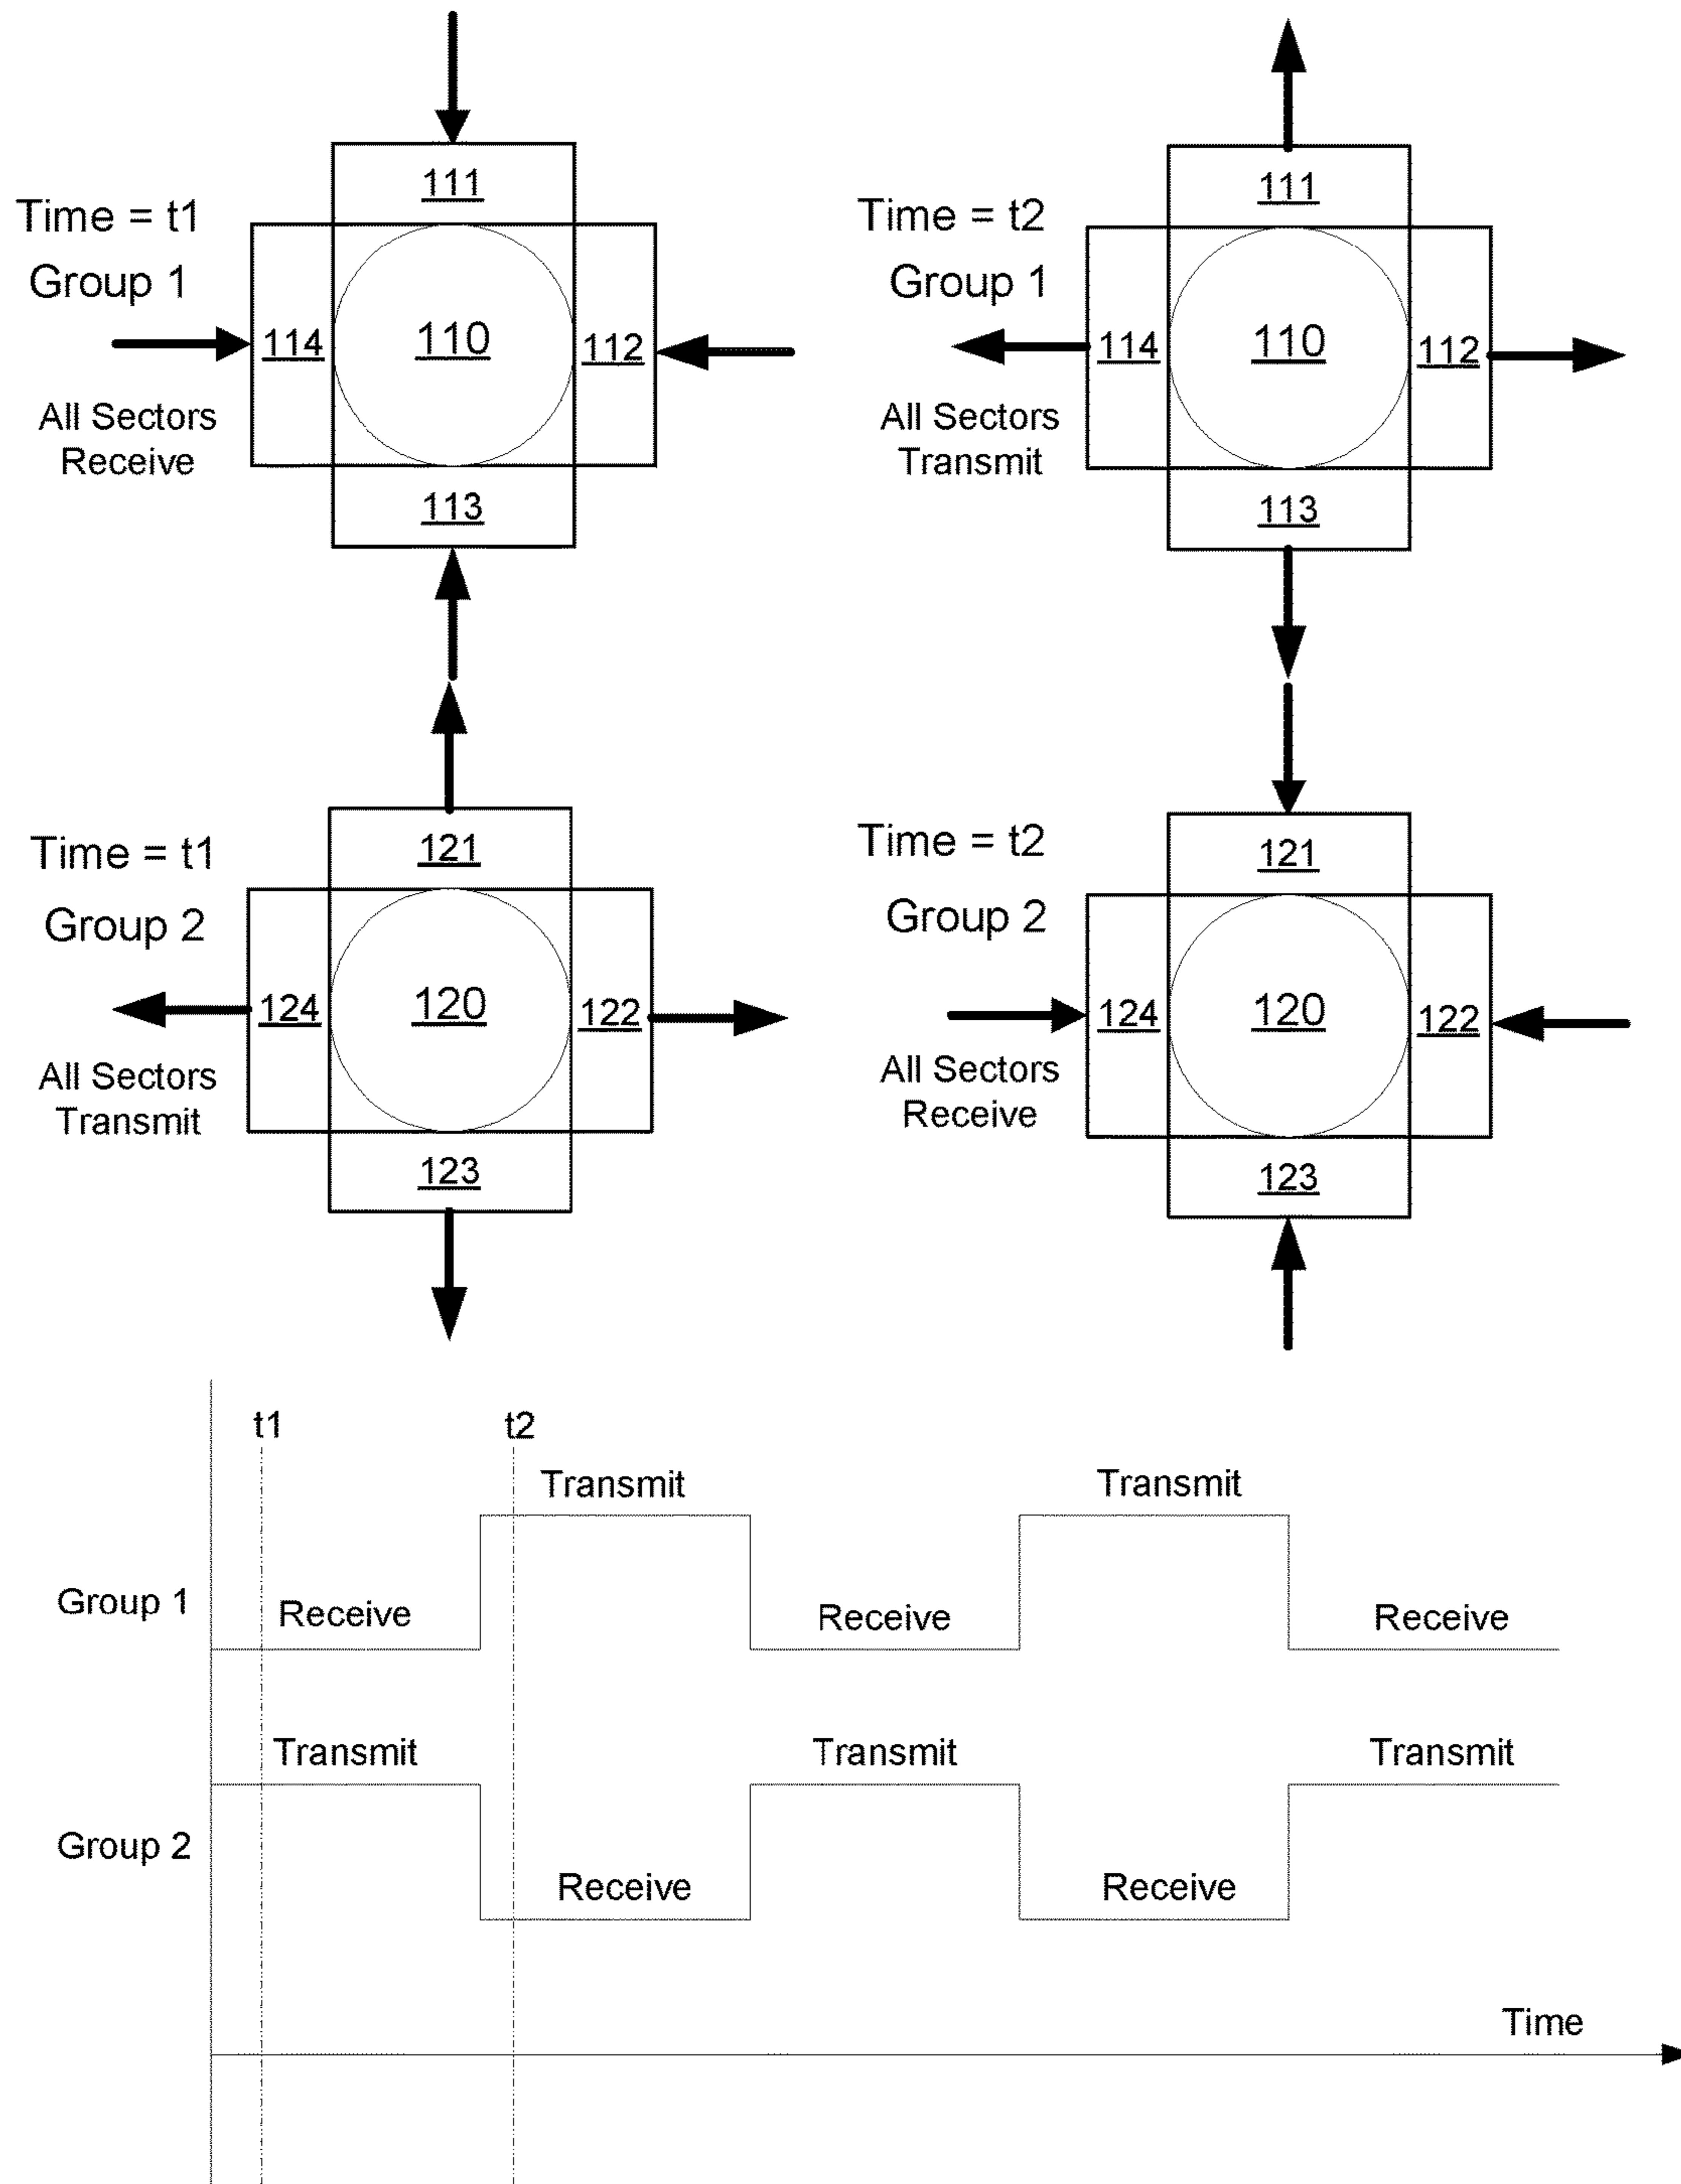 111
Time = t1
Group 1
114
110
112
All Sectors
Receive
113
111
Time = t2
Group 1
114
110
112
All Sectors
Transmit
113
121
Time = t1
Group 2
124
120
122
All Sectors
Transmit
123
121
Time = t2
Group 2
124
120
122
All Sectors
Receive
123
t1
t2
Transmit
Transmit
Group 1
Receive
Receive
Receive
Transmit
Transmit
Transmit
Group 2
Receive
Receive
Time